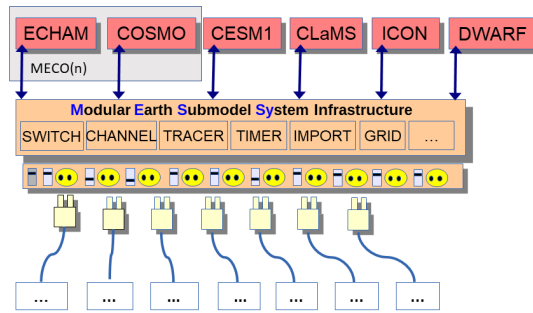 ECHAM COSMO CESM1 CLaMS ICON DWARF
MECO(n)
Modular Earth Submodel System Infrastructure
SWITCH CHANNEL TRACER TIMER IMPORT GRID ...
... ... ... ... ... ... ...